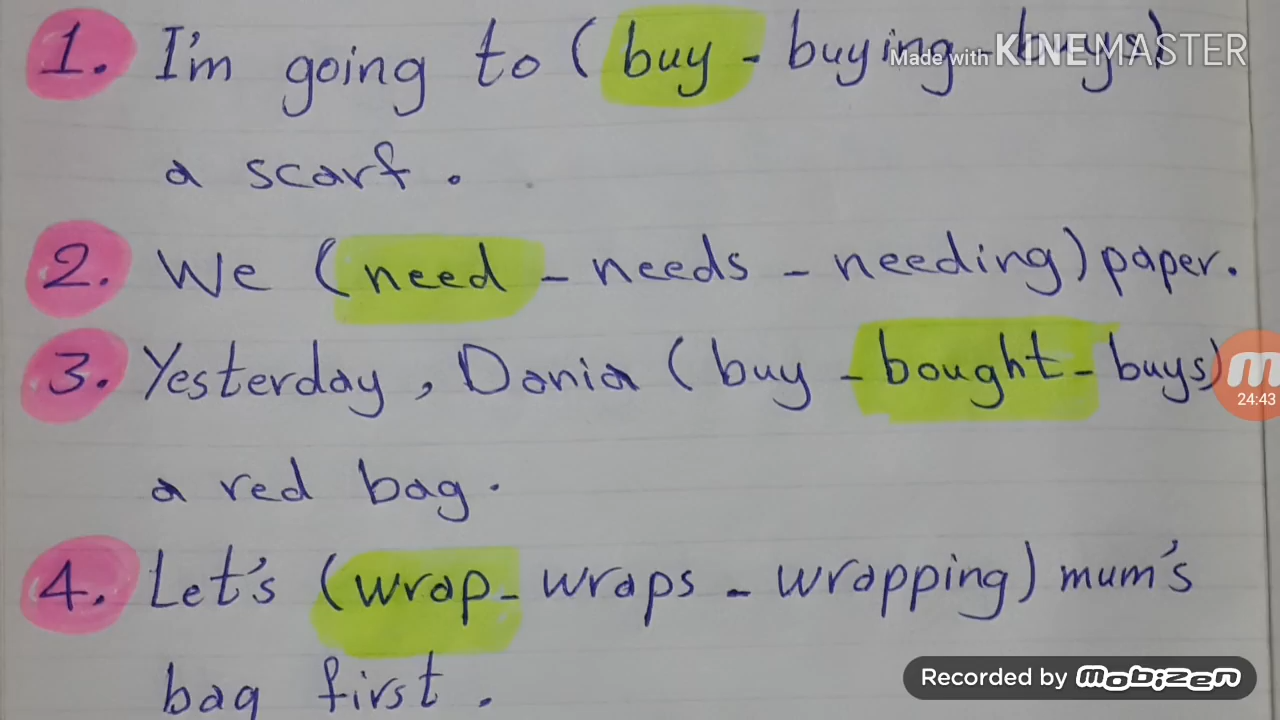 1. I'm going to (buy - buying - buys)
Made with KINEMASTER
a scarf.
2. We (need - needs - needing) paper.
3. Yesterday, Dania (buy - bought - buys)
24:43
a red bag.
4. Let's (wrap - wraps - wrapping) mum's
bag first.
Recorded by MOBIZEN